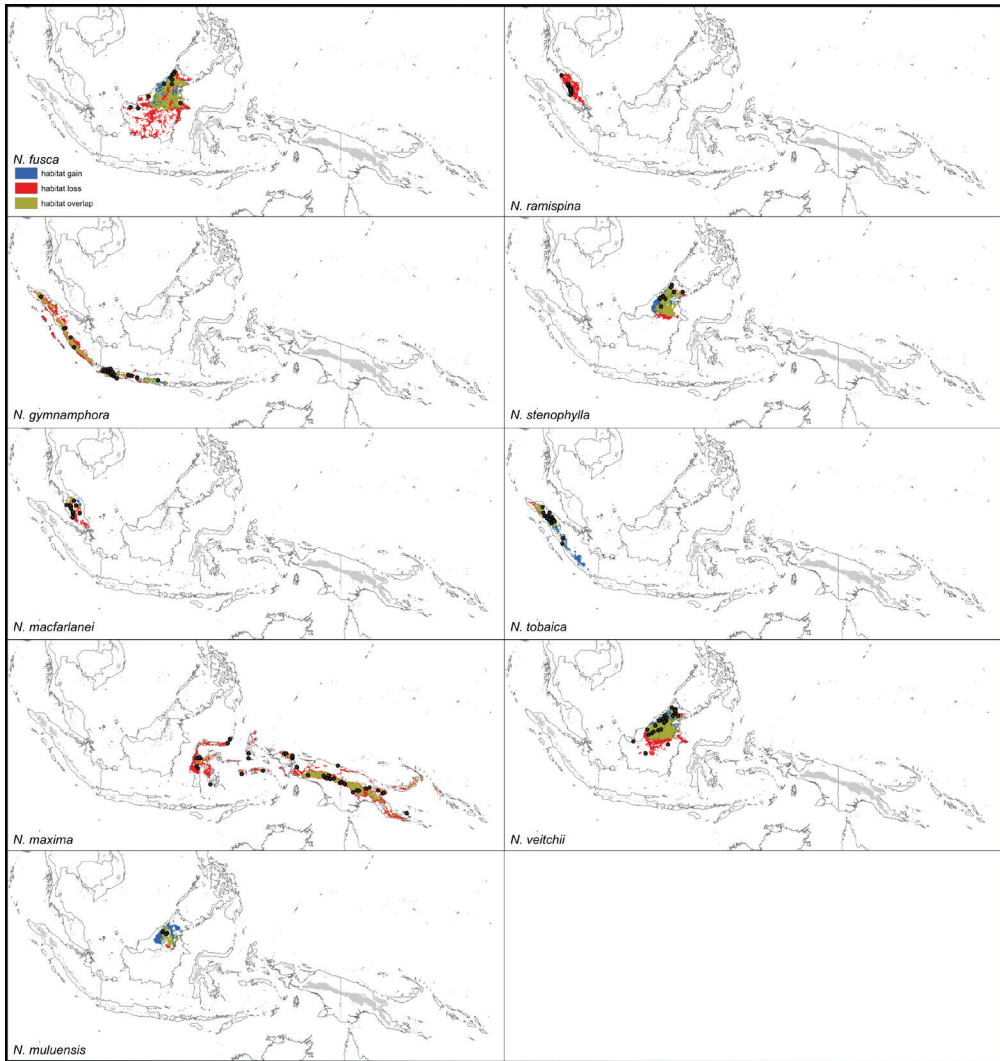 N. fusca
habitat gain
habitat loss
habitat overlap
N. ramispina
N. gymnamphora
N. stenophylla
N. macfarlanei
N. tobaica
N. maxima
N. veitchii
N. muluensis